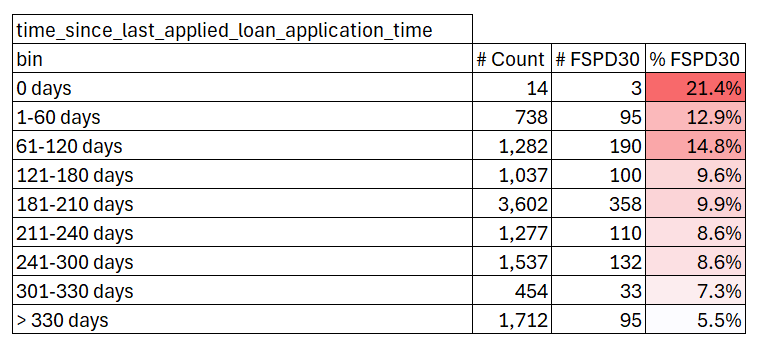 time_since_last_applied_loan_application_time
bin # Count # FSPD30 % FSPD30
0 days 14 3 21.4%
1-60 days 738 95 12.9%
61-120 days 1,282 190 14.8%
121-180 days 1,037 100 9.6%
181-210 days 3,602 358 9.9%
211-240 days 1,277 110 8.6%
241-300 days 1,537 132 8.6%
301-330 days 454 33 7.3%
> 330 days 1,712 95 5.5%